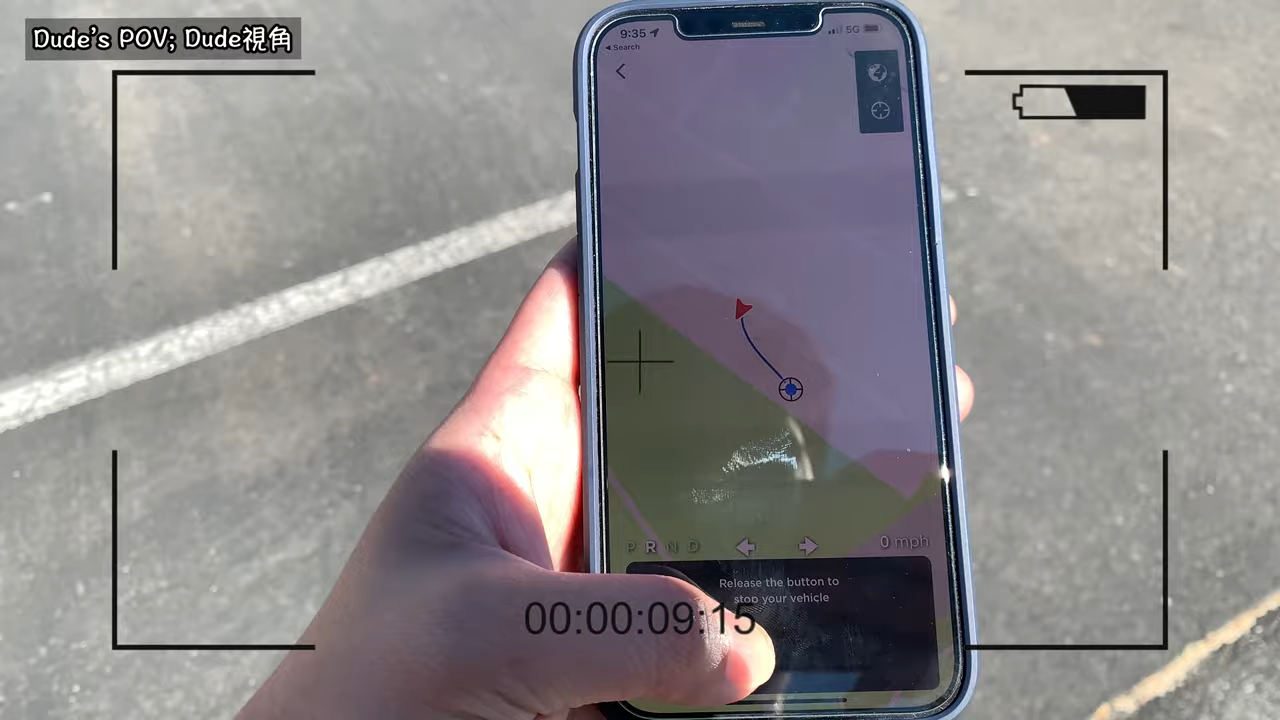 Dude's POV; Dude視角
9:35
5G
Search
P R N D
0 mph
Release the button to
stop your vehicle
00:00:09:15